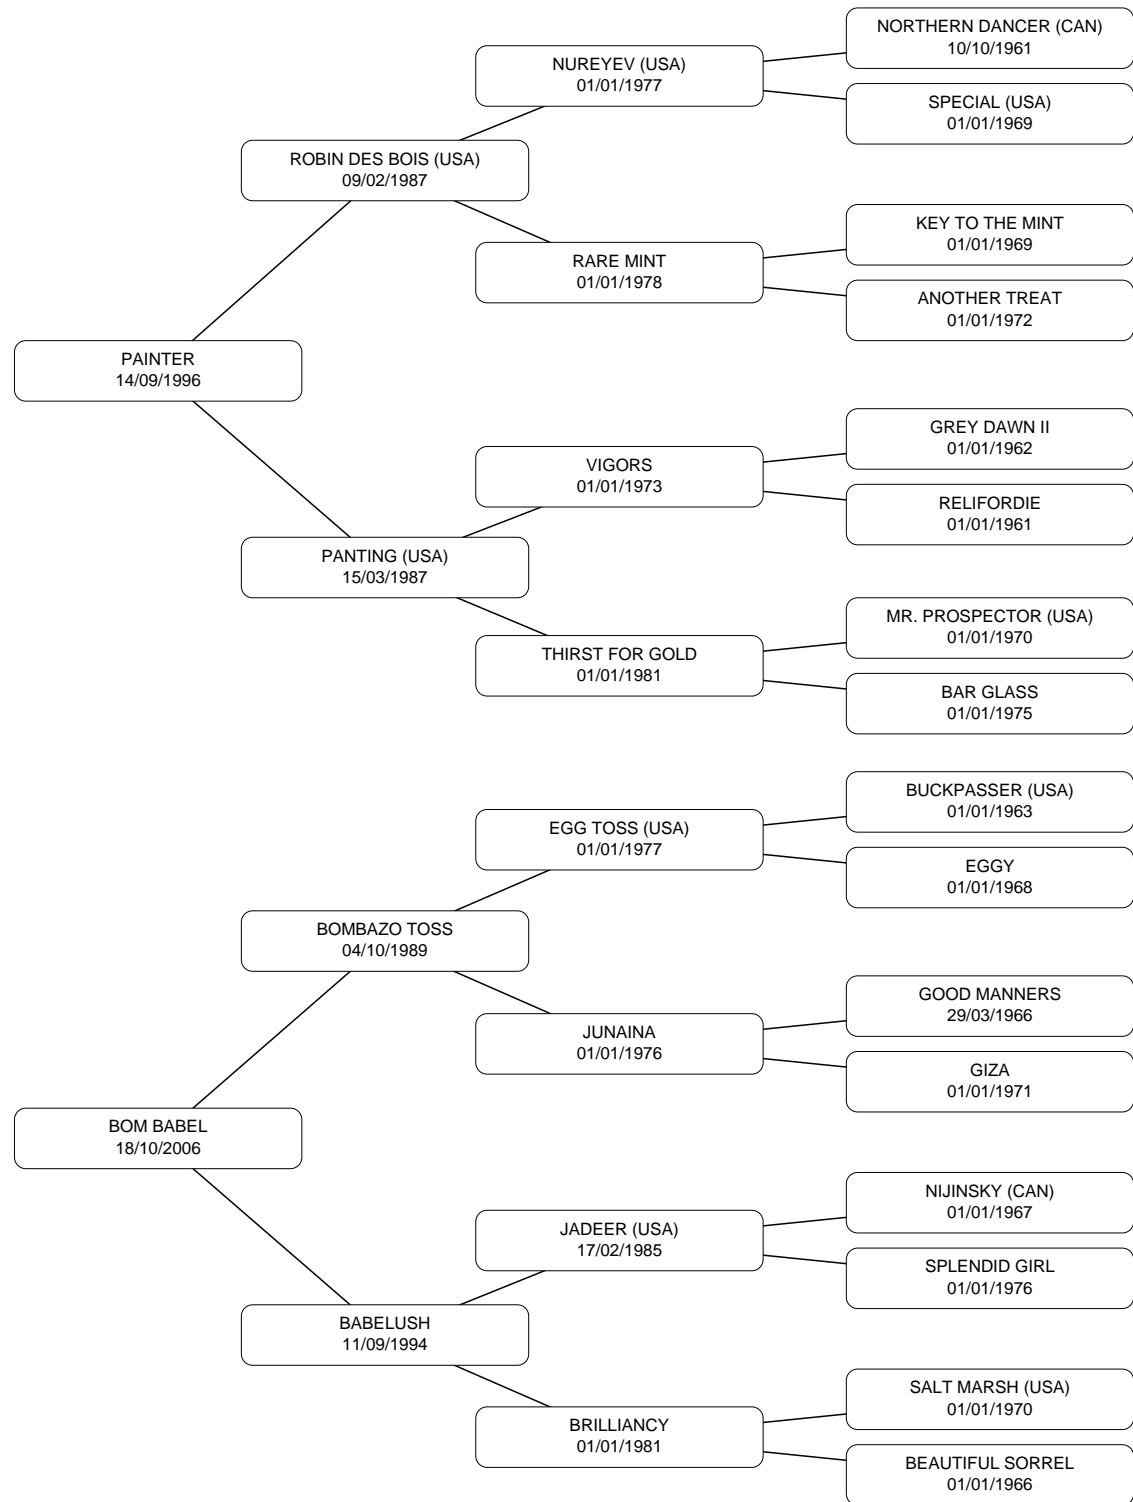 NORTHERN DANCER (CAN)
10/10/1961
NUREYEV (USA)
01/01/1977
SPECIAL (USA)
01/01/1969
ROBIN DES BOIS (USA)
09/02/1987
KEY TO THE MINT
01/01/1969
RARE MINT
01/01/1978
ANOTHER TREAT
01/01/1972
PAINTER
14/09/1996
GREY DAWN II
01/01/1962
VIGORS
01/01/1973
RELIFORDIE
01/01/1961
PANTING (USA)
15/03/1987
MR. PROSPECTOR (USA)
01/01/1970
THIRST FOR GOLD
01/01/1981
BAR GLASS
01/01/1975
BUCKPASSER (USA)
01/01/1963
EGG TOSS (USA)
01/01/1977
EGGY
01/01/1968
BOMBAZO TOSS
04/10/1989
GOOD MANNERS
29/03/1966
JUNAINA
01/01/1976
GIZA
01/01/1971
BOM BABEL
18/10/2006
NIJINSKY (CAN)
01/01/1967
JADEER (USA)
17/02/1985
SPLENDID GIRL
01/01/1976
BABELUSH
11/09/1994
SALT MARSH (USA)
01/01/1970
BRILLIANCY
01/01/1981
BEAUTIFUL SORREL
01/01/1966